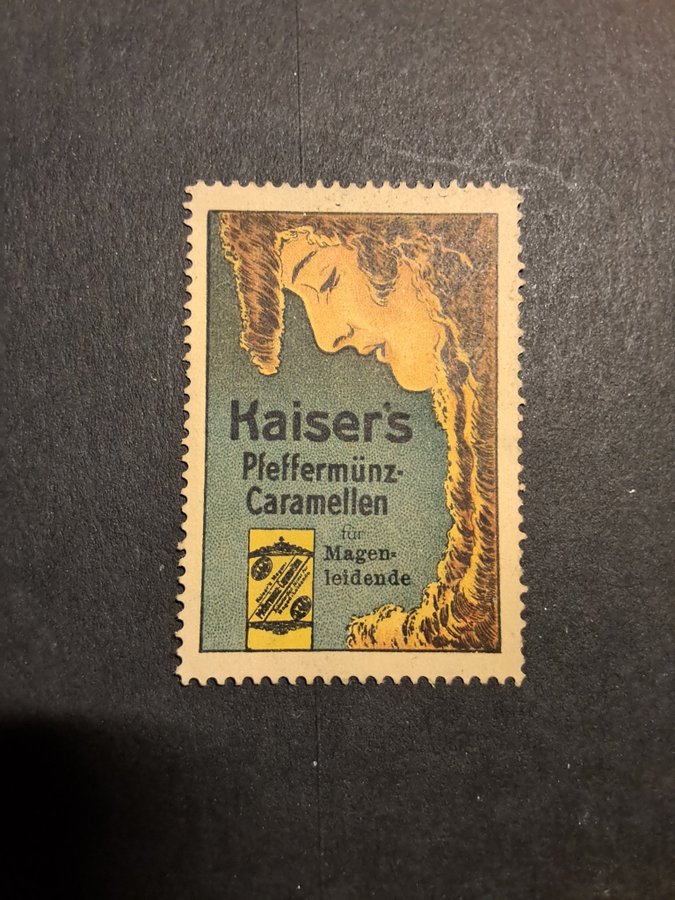 Kaiser's
Pfeffermünz-
Caramellen
für
Magen-
leidende